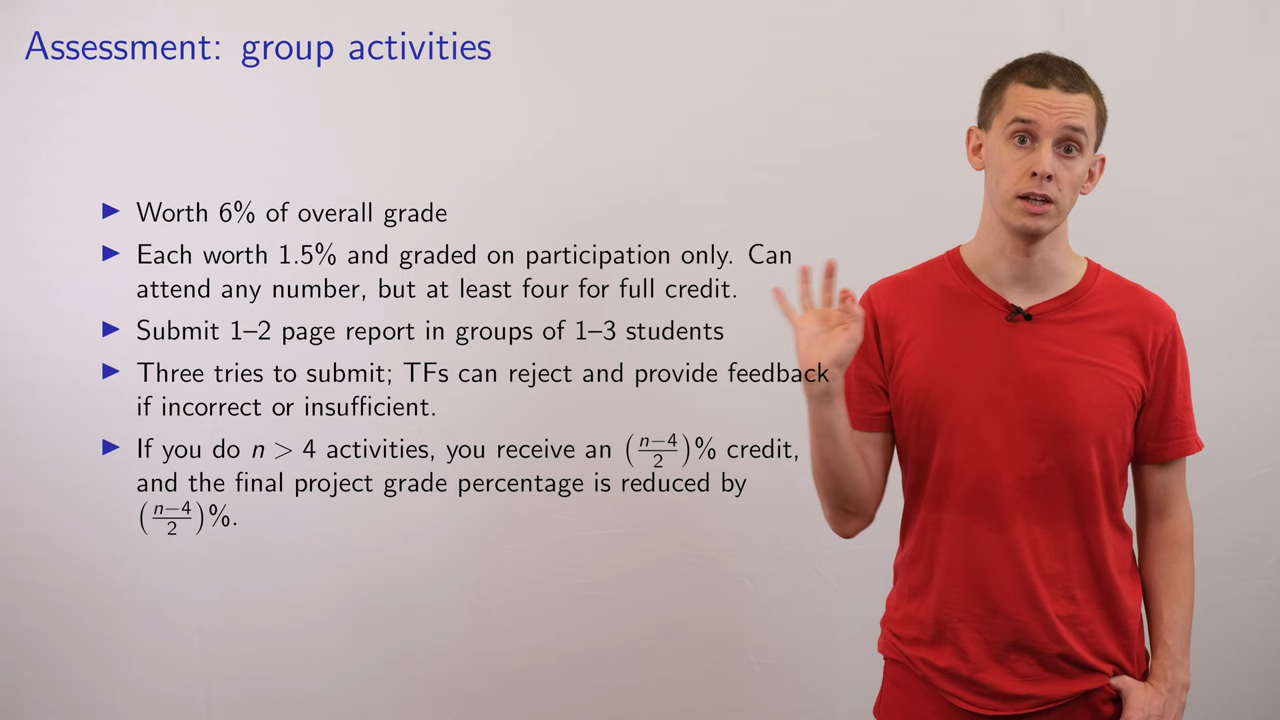 Assessment: group activities
▶ Worth 6% of overall grade
▶ Each worth 1.5% and graded on participation only. Can
attend any number, but at least four for full credit.
▶ Submit 1–2 page report in groups of 1–3 students
▶ Three tries to submit; TFs can reject and provide feedback
if incorrect or insufficient.
▶ If you do n > 4 activities, you receive an (n−4/2)% credit,
and the final project grade percentage is reduced by
(n−4/2)%.